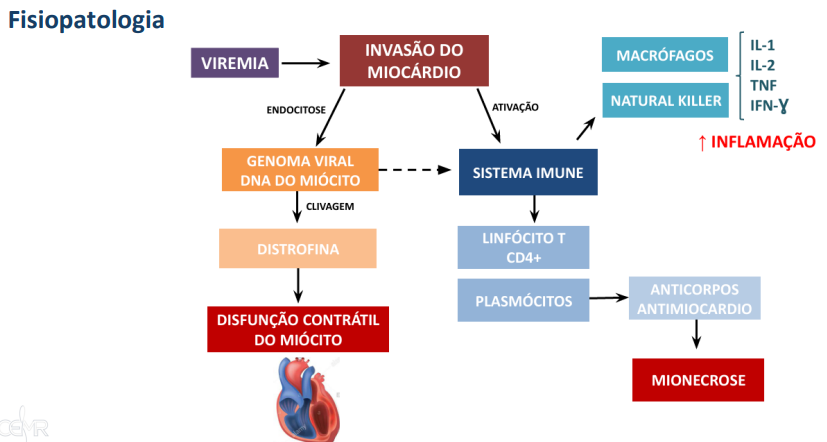 Fisiopatologia
VIREMIA
INVASÃO DO
MIOCÁRDIO
MACRÓFAGOS
NATURAL KILLER
IL-1
IL-2
TNF
IFN-Ɣ
↑ INFLAMAÇÃO
ENDOCITOSE
ATIVAÇÃO
GENOMA VIRAL
DNA DO MIÓCITO
SISTEMA IMUNE
CLIVAGEM
DISTROFINA
LINFÓCITO T
CD4+
DISFUNÇÃO CONTRÁTIL
DO MIÓCITO
PLASMÓCITOS
ANTICORPOS
ANTIMIOCARDIO
MIONECROSE